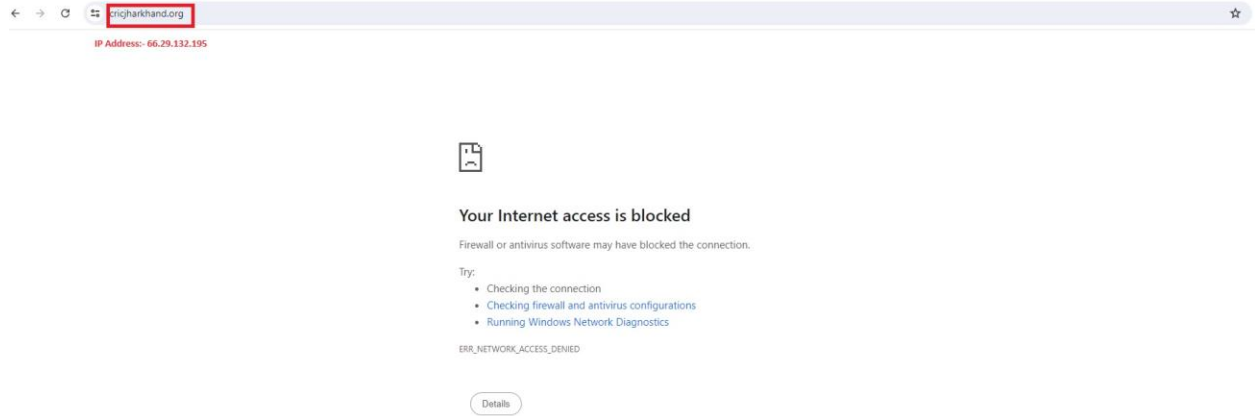 cricjharkhand.org
IP Address:- 66.29.132.195
Your Internet access is blocked
Firewall or antivirus software may have blocked the connection.
Try:
• Checking the connection
• Checking firewall and antivirus configurations
• Running Windows Network Diagnostics
ERR_NETWORK_ACCESS_DENIED
Details